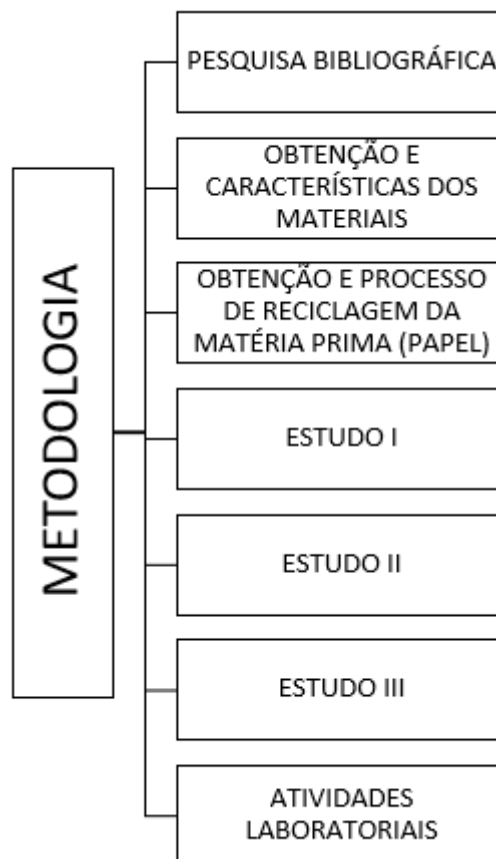 METODOLOGIA
PESQUISA BIBLIOGRÁFICA
OBTENÇÃO E
CARACTERÍSTICAS DOS
MATERIAIS
OBTENÇÃO E PROCESSO
DE RECICLAGEM DA
MATÉRIA PRIMA (PAPEL)
ESTUDO I
ESTUDO II
ESTUDO III
ATIVIDADES
LABORATORIAIS